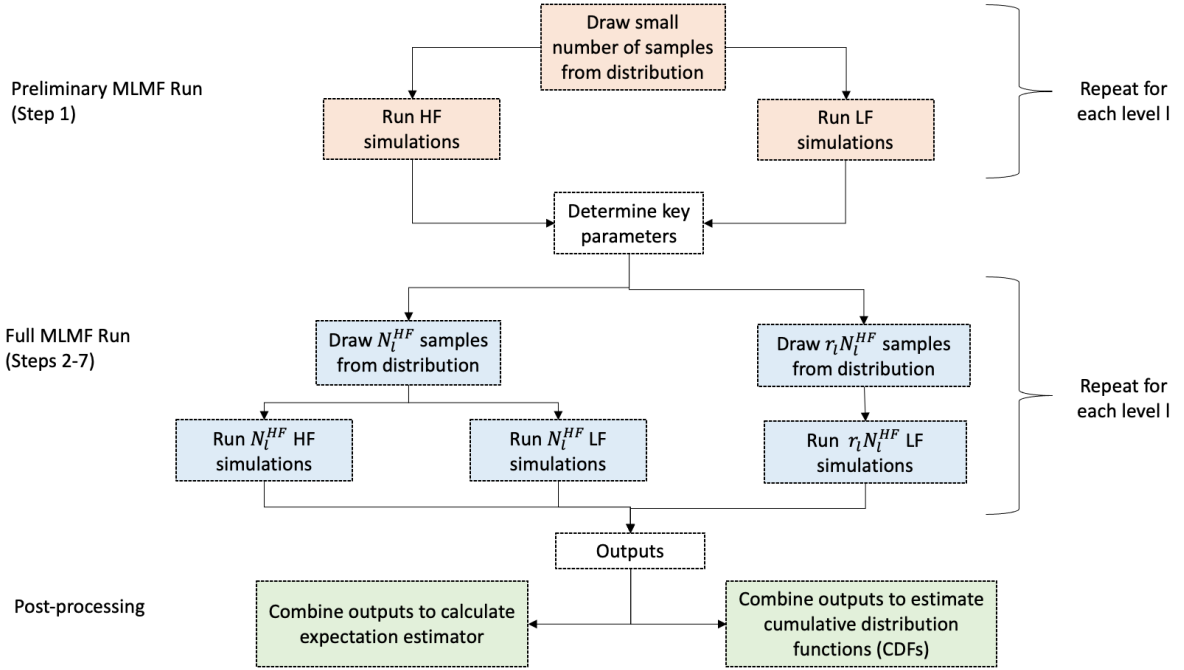 Draw small
number of samples
from distribution
Preliminary MLMF Run
(Step 1)
Run HF
simulations
Run LF
simulations
Repeat for
each level l
Determine key
parameters
Full MLMF Run
(Steps 2-7)
Draw $N_l^{HF}$ samples
from distribution
Draw $r_l N_l^{HF}$ samples
from distribution
Repeat for
each level l
Run $N_l^{HF}$ HF
simulations
Run $N_l^{HF}$ LF
simulations
Run $r_l N_l^{HF}$ LF
simulations
Outputs
Post-processing
Combine outputs to calculate
expectation estimator
Combine outputs to estimate
cumulative distribution
functions (CDFs)